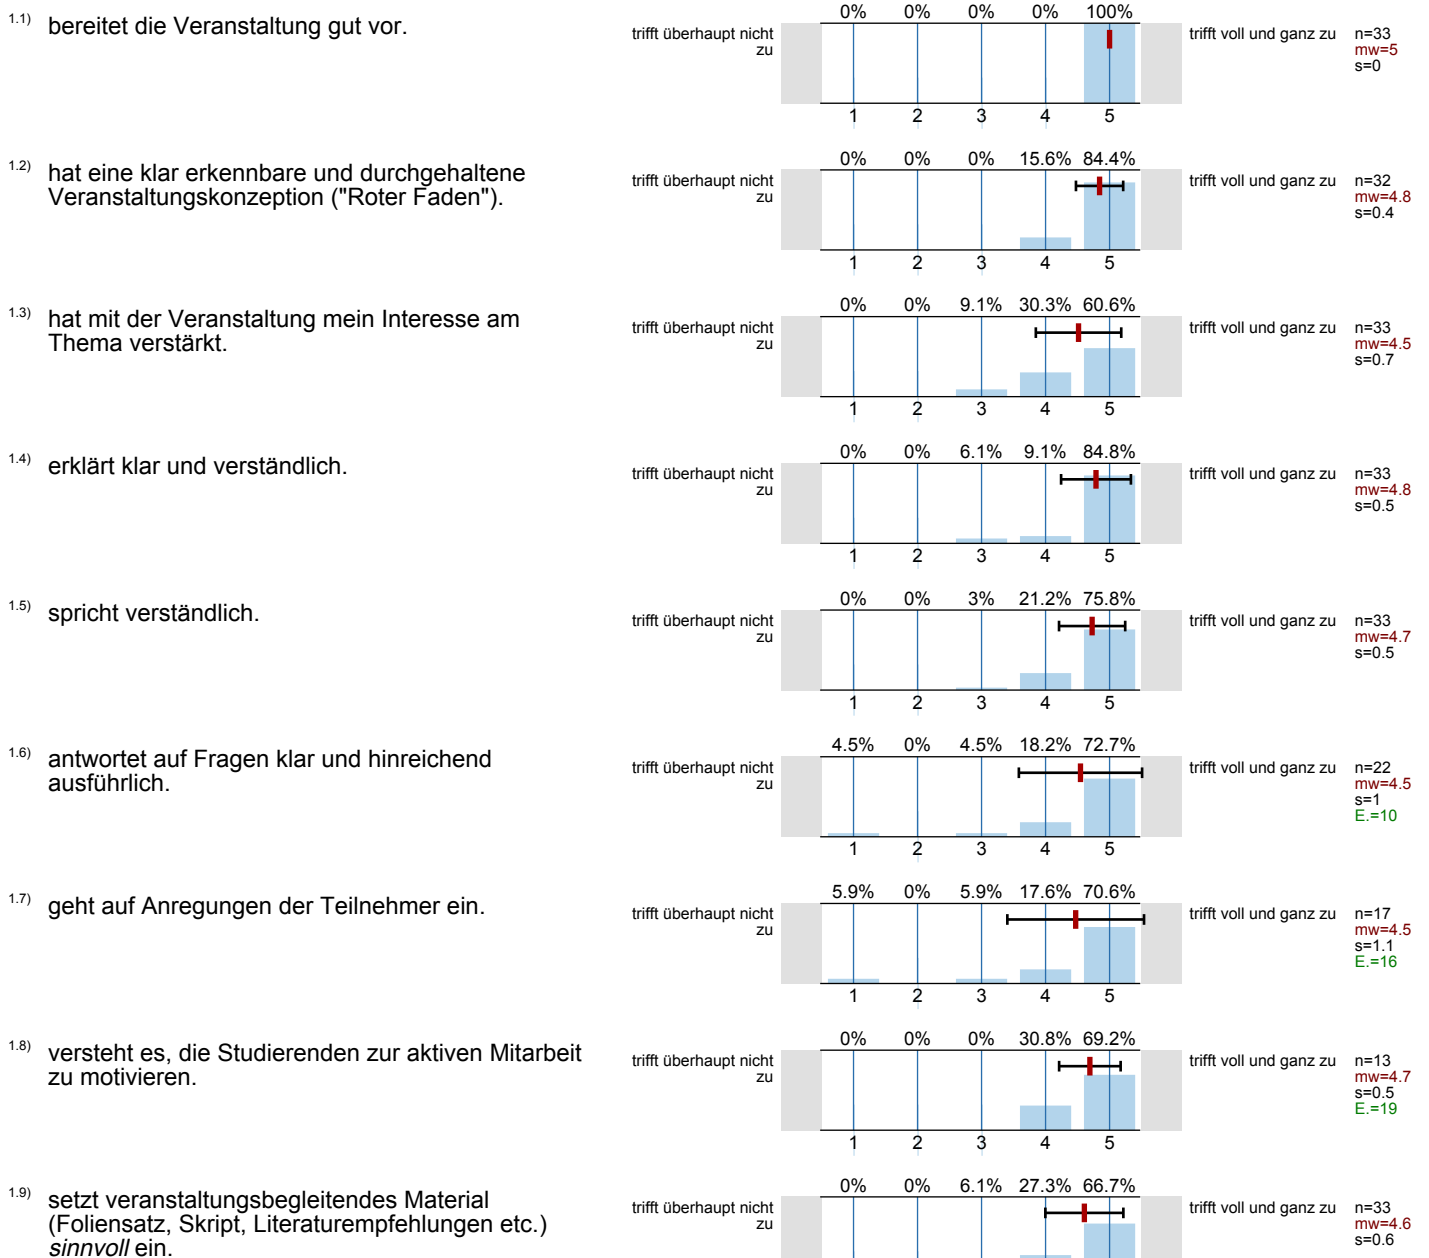 1.1) bereitet die Veranstaltung gut vor.
0% 0% 0% 0% 100%
trifft überhaupt nicht
zu
trifft voll und ganz zu
n=33
mw=5
s=0
1 2 3 4 5
1.2) hat eine klar erkennbare und durchgehaltene
Veranstaltungskonzeption ("Roter Faden").
0% 0% 0% 15.6% 84.4%
trifft überhaupt nicht
zu
trifft voll und ganz zu
n=32
mw=4.8
s=0.4
1 2 3 4 5
1.3) hat mit der Veranstaltung mein Interesse am
Thema verstärkt.
0% 0% 9.1% 30.3% 60.6%
trifft überhaupt nicht
zu
trifft voll und ganz zu
n=33
mw=4.5
s=0.7
1 2 3 4 5
1.4) erklärt klar und verständlich.
0% 0% 6.1% 9.1% 84.8%
trifft überhaupt nicht
zu
trifft voll und ganz zu
n=33
mw=4.8
s=0.5
1 2 3 4 5
1.5) spricht verständlich.
0% 0% 3% 21.2% 75.8%
trifft überhaupt nicht
zu
trifft voll und ganz zu
n=33
mw=4.7
s=0.5
1 2 3 4 5
1.6) antwortet auf Fragen klar und hinreichend
ausführlich.
4.5% 0% 4.5% 18.2% 72.7%
trifft überhaupt nicht
zu
trifft voll und ganz zu
n=22
mw=4.5
s=1
E.=10
1 2 3 4 5
1.7) geht auf Anregungen der Teilnehmer ein.
5.9% 0% 5.9% 17.6% 70.6%
trifft überhaupt nicht
zu
trifft voll und ganz zu
n=17
mw=4.5
s=1.1
E.=16
1 2 3 4 5
1.8) versteht es, die Studierenden zur aktiven Mitarbeit
zu motivieren.
0% 0% 0% 30.8% 69.2%
trifft überhaupt nicht
zu
trifft voll und ganz zu
n=13
mw=4.7
s=0.5
E.=19
1 2 3 4 5
1.9) setzt veranstaltungsbegleitendes Material
(Foliensatz, Skript, Literaturempfehlungen etc.)
sinnvoll ein.
0% 0% 6.1% 27.3% 66.7%
trifft überhaupt nicht
zu
trifft voll und ganz zu
n=33
mw=4.6
s=0.6